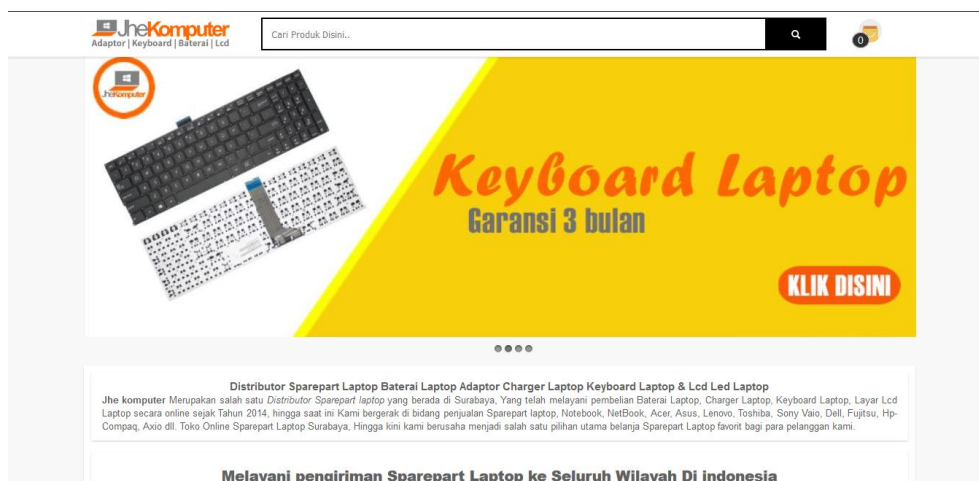 JheKomputer
Adaptor | Keyboard | Baterai | Lcd
Cari Produk Disini..
0
JheKomputer
Keyboard Laptop
Garansi 3 bulan
KLIK DISINI
Distributor Sparepart Laptop Baterai Laptop Adaptor Charger Laptop Keyboard Laptop & Lcd Led Laptop
Jhe komputer Merupakan salah satu Distributor Sparepart laptop yang berada di Surabaya, Yang telah melayani pembelian Baterai Laptop, Charger Laptop, Keyboard Laptop, Layar Lcd
Laptop secara online sejak Tahun 2014, hingga saat ini Kami bergerak di bidang penjualan Sparepart laptop, Notebook, NetBook, Acer, Asus, Lenovo, Toshiba, Sony Vaio, Dell, Fujitsu, Hp-
Compaq, Axio dll. Toko Online Sparepart Laptop Surabaya, Hingga kini kami berusaha menjadi salah satu pilihan utama belanja Sparepart Laptop favorit bagi para pelanggan kami.
Melayani pengiriman Sparepart Laptop ke Seluruh Wilayah Di indonesia